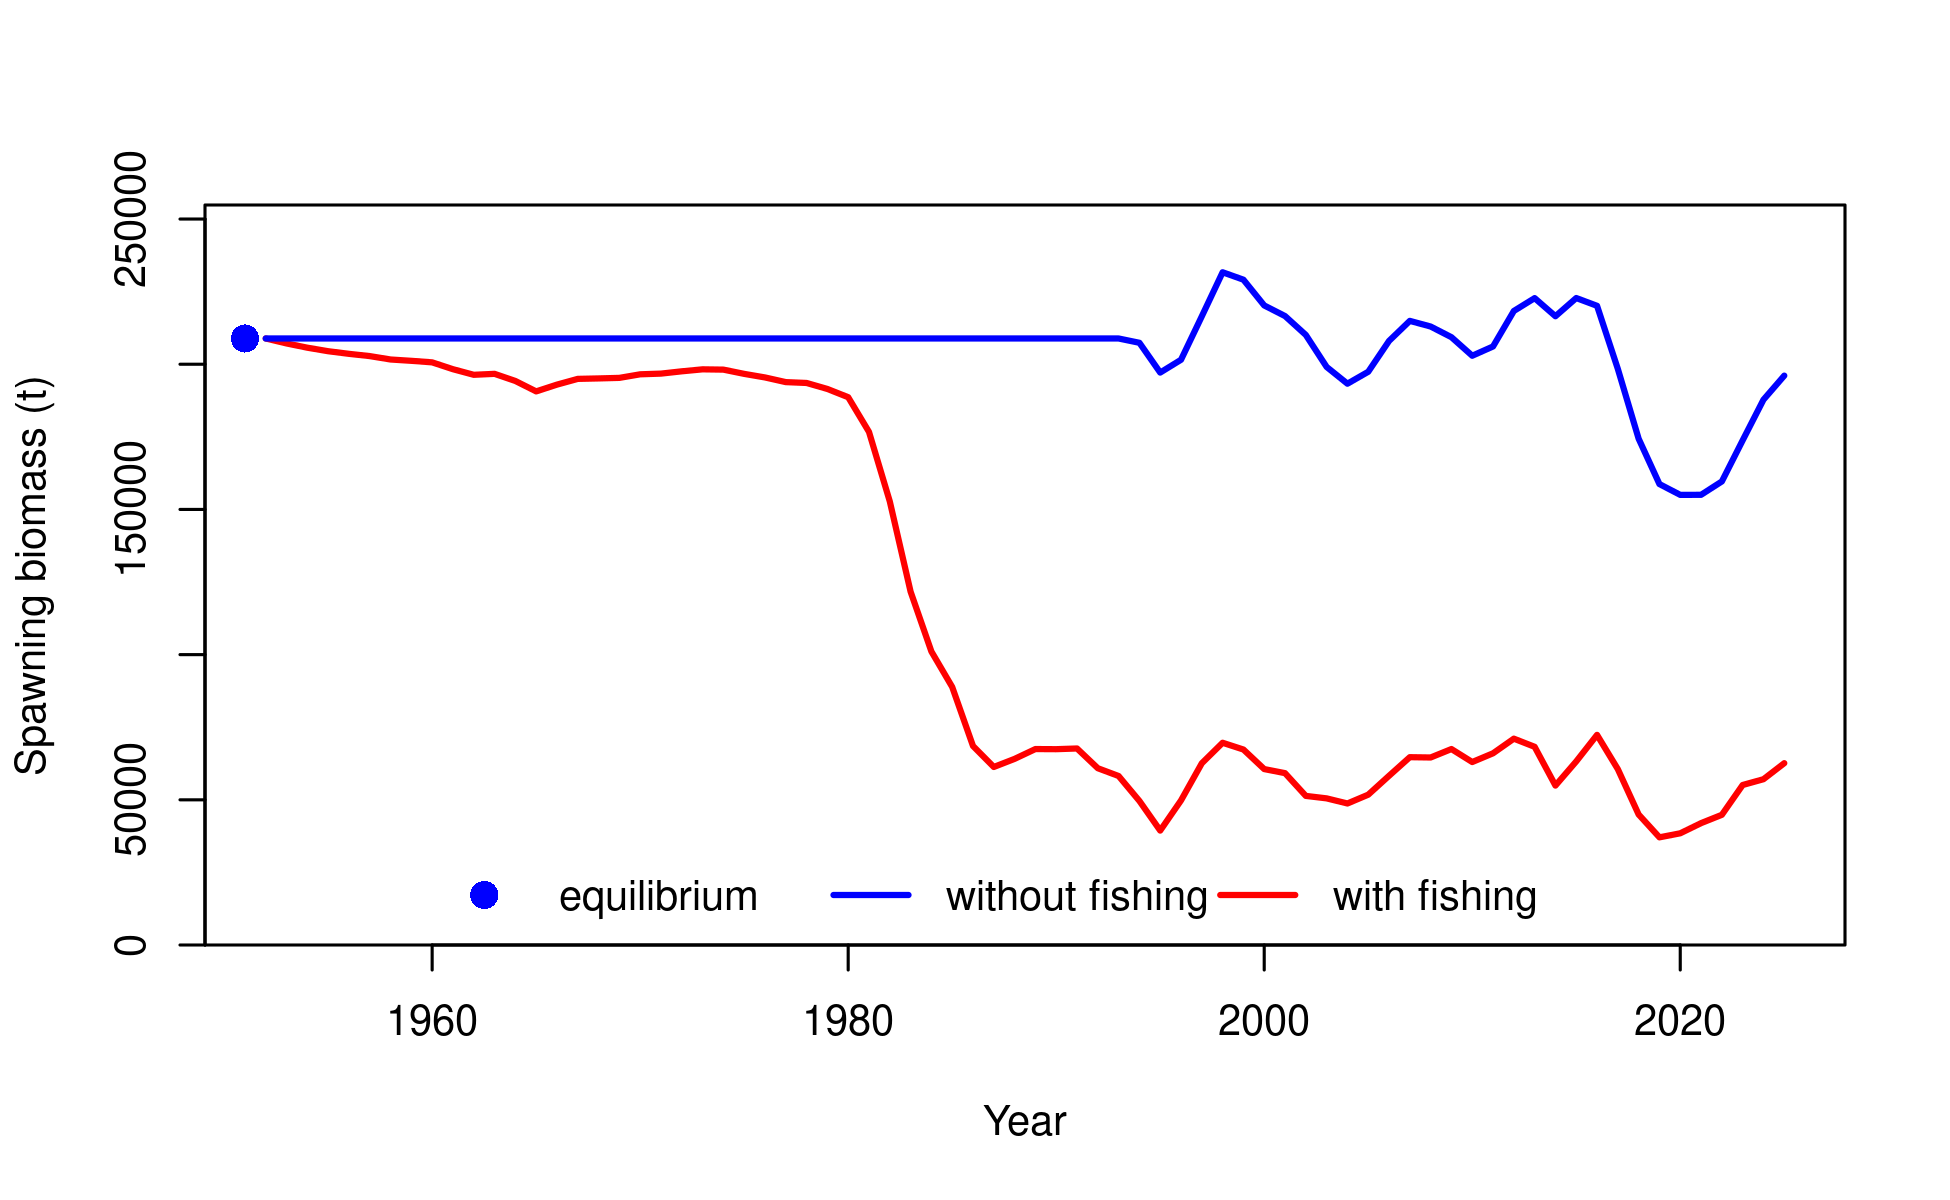 Spawning biomass (t)
250000
150000
50000
0
equilibrium without fishing with fishing
1960 1980 2000 2020
Year